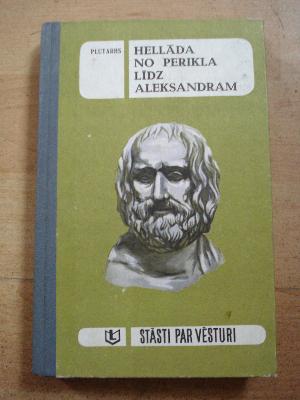 PLUTARHS
HELLĀDA
NO PERIKLA
LĪDZ
ALEKSANDRAM
STĀSTI PAR VĒSTURI